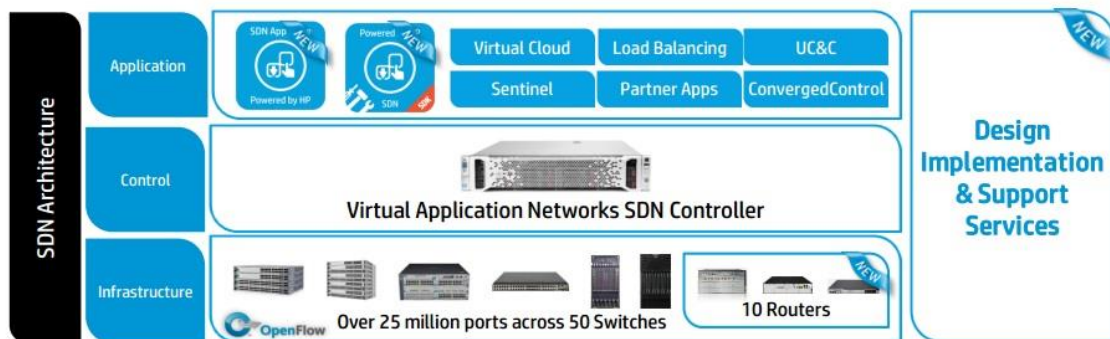 SDN Architecture
Application
SDN App
NEW
Powered by HP
Powered
NEW
SDN
SDK
Virtual Cloud
Load Balancing
UC&C
Sentinel
Partner Apps
ConvergedControl
Control
Virtual Application Networks SDN Controller
Infrastructure
OpenFlow
Over 25 million ports across 50 Switches
NEW
10 Routers
NEW
Design
Implementation
& Support
Services